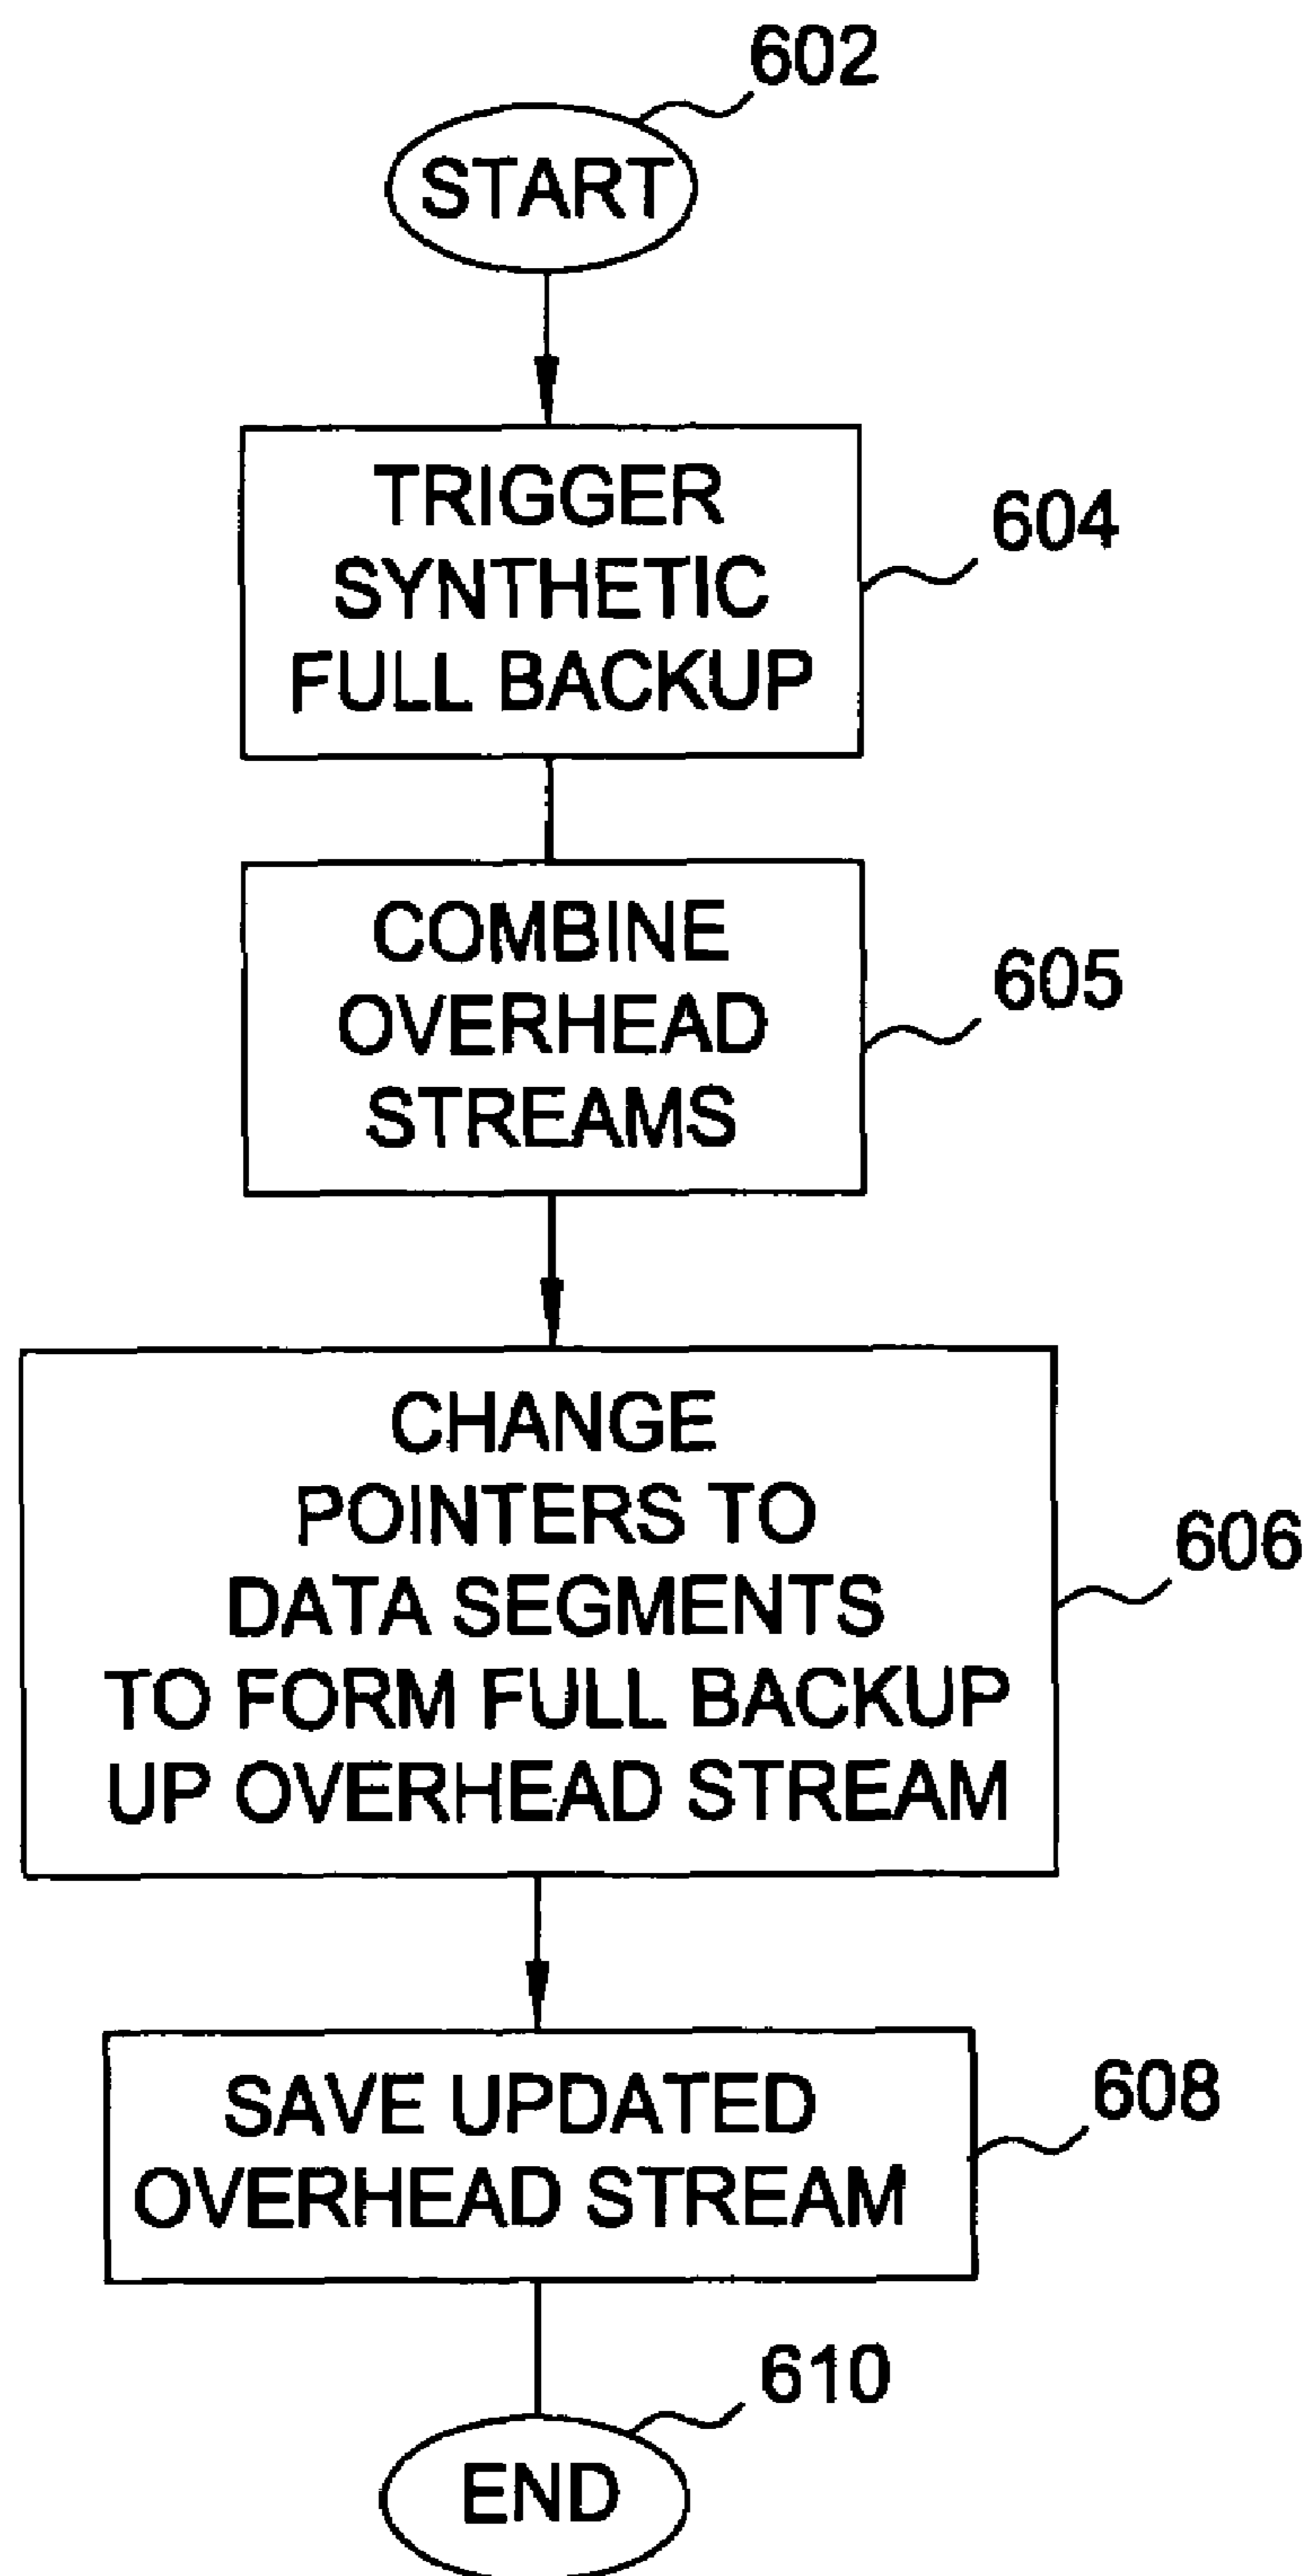 602
START
TRIGGER
SYNTHETIC
FULL BACKUP
604
COMBINE
OVERHEAD
STREAMS
605
CHANGE
POINTERS TO
DATA SEGMENTS
TO FORM FULL BACKUP
UP OVERHEAD STREAM
606
SAVE UPDATED
OVERHEAD STREAM
608
610
END